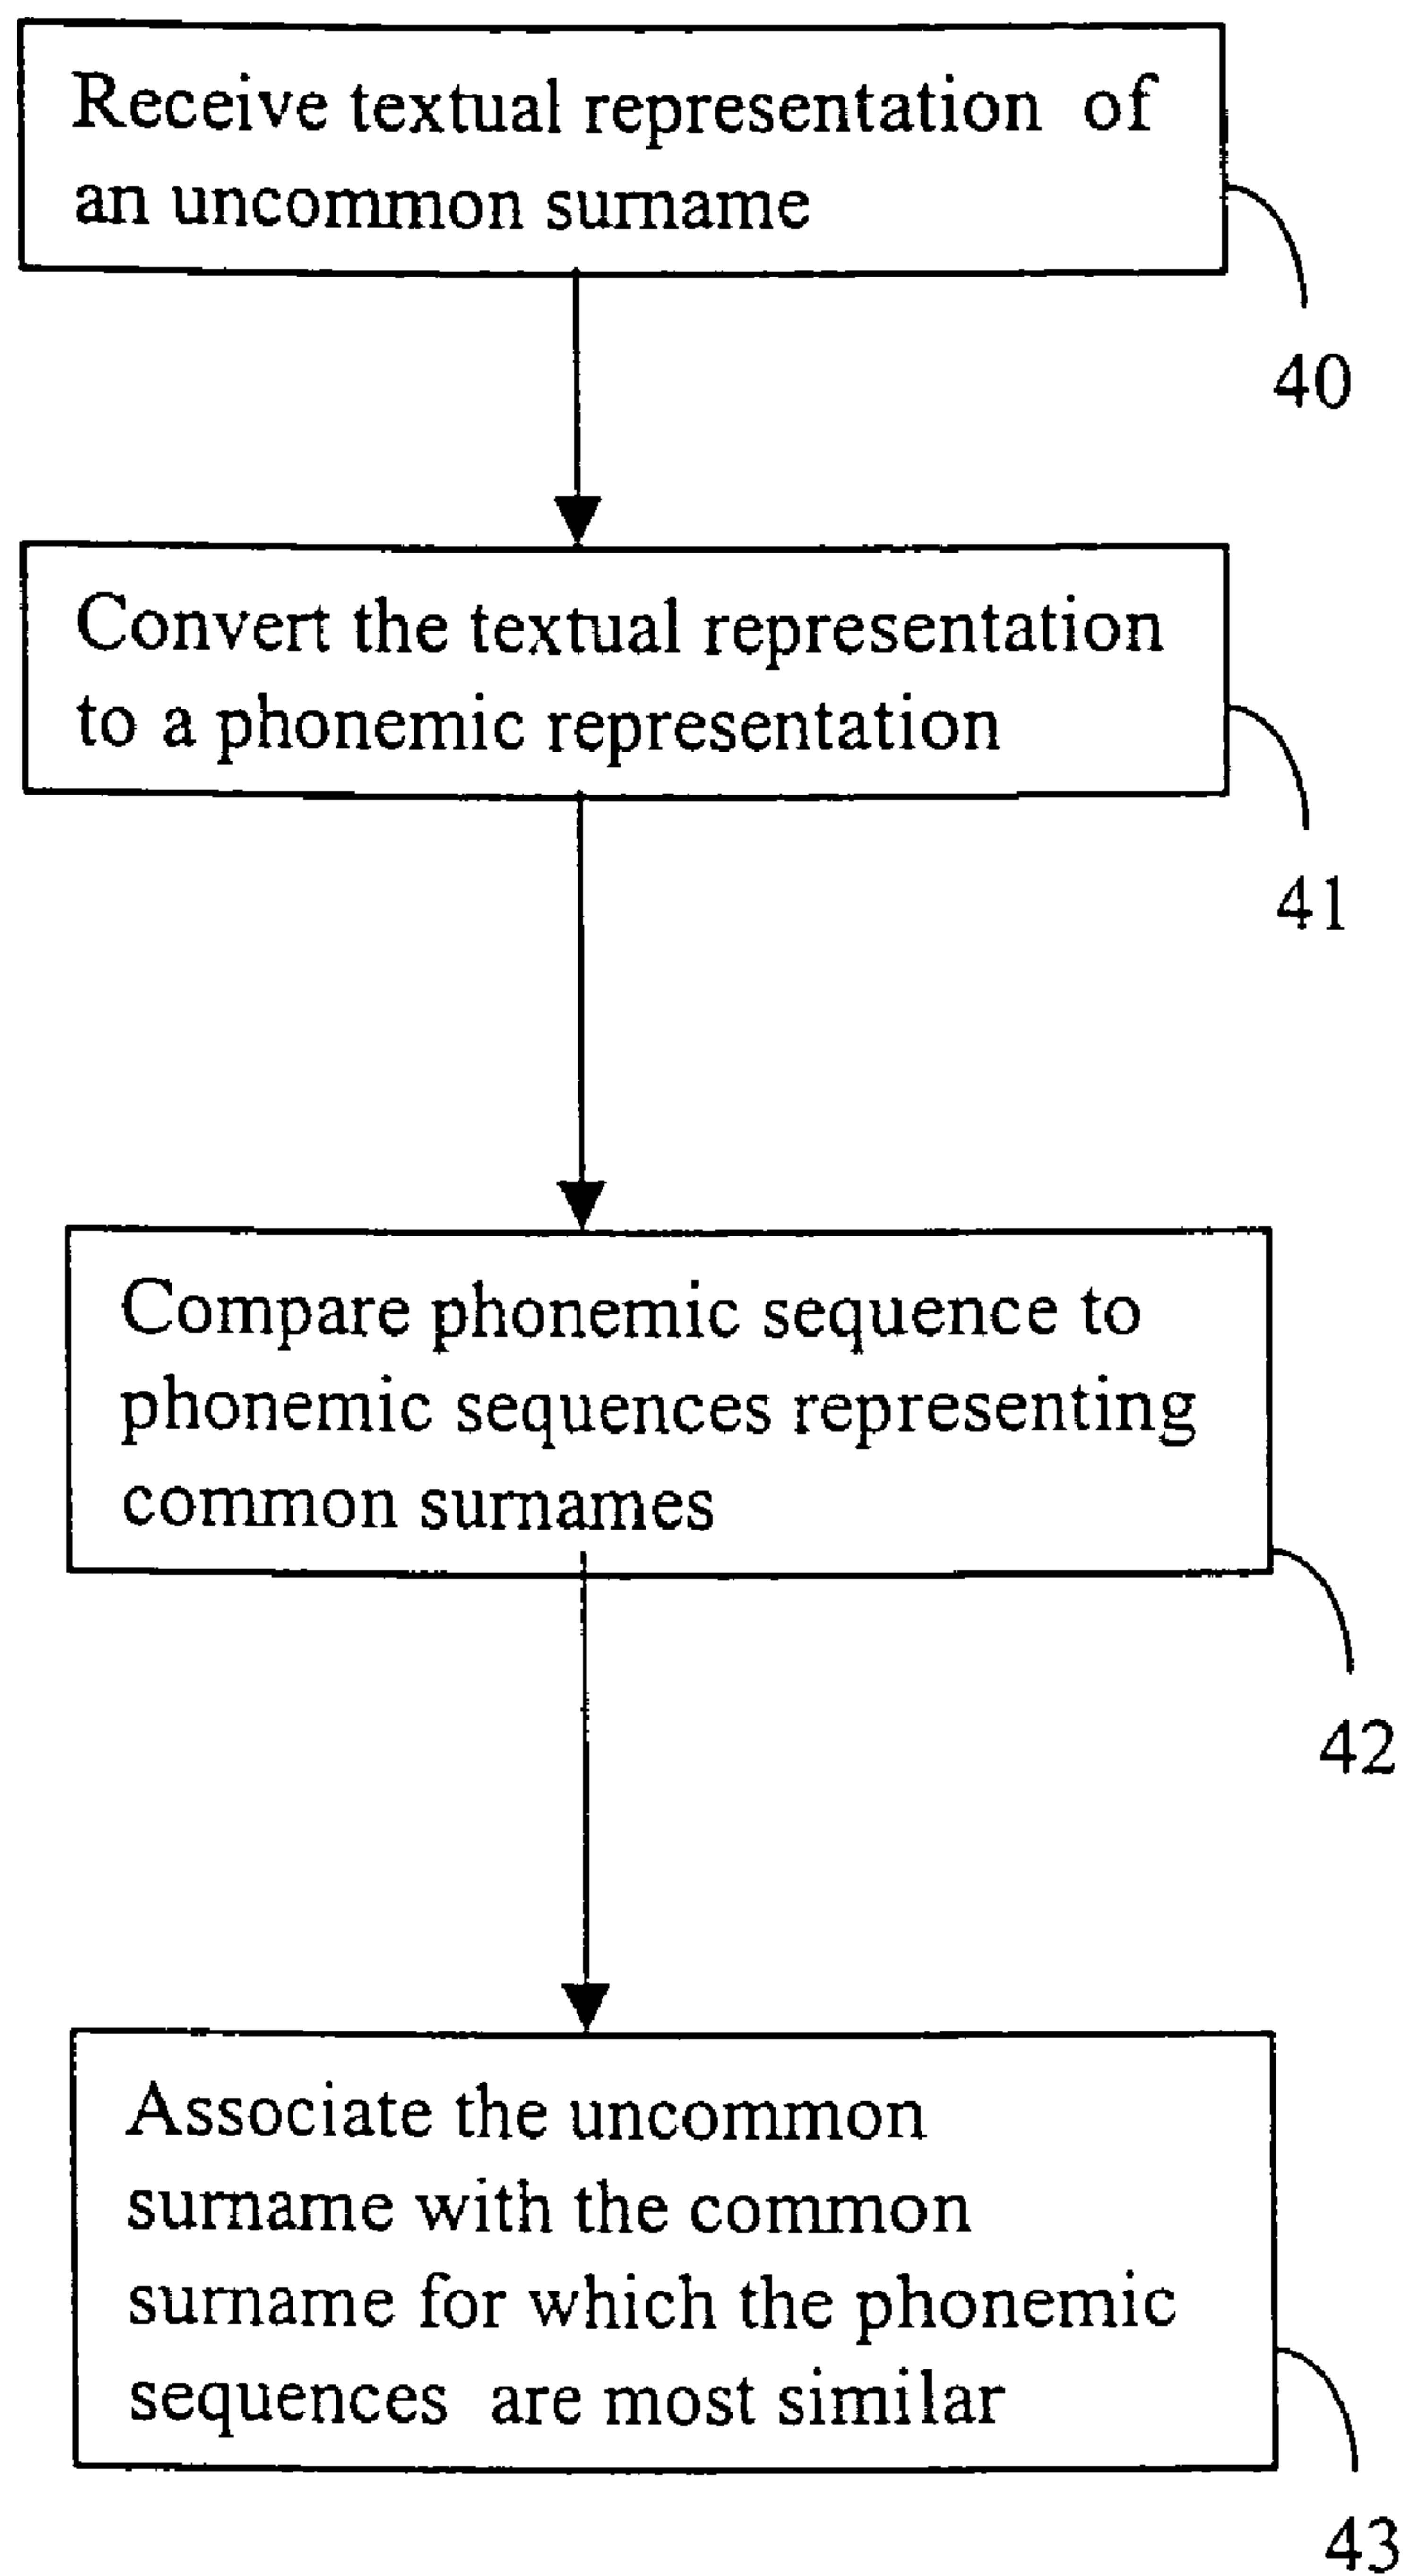 Receive textual representation of
an uncommon surname
40
Convert the textual representation
to a phonemic representation
41
Compare phonemic sequence to
phonemic sequences representing
common surnames
42
Associate the uncommon
surname with the common
surname for which the phonemic
sequences are most similar
43